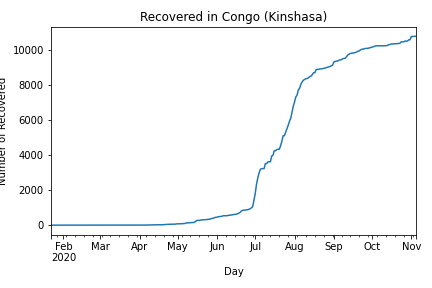 Recovered in Congo (Kinshasa)
Number of Recovered
10000
8000
6000
4000
2000
0
Feb Mar Apr May Jun Jul Aug Sep Oct Nov
2020
Day